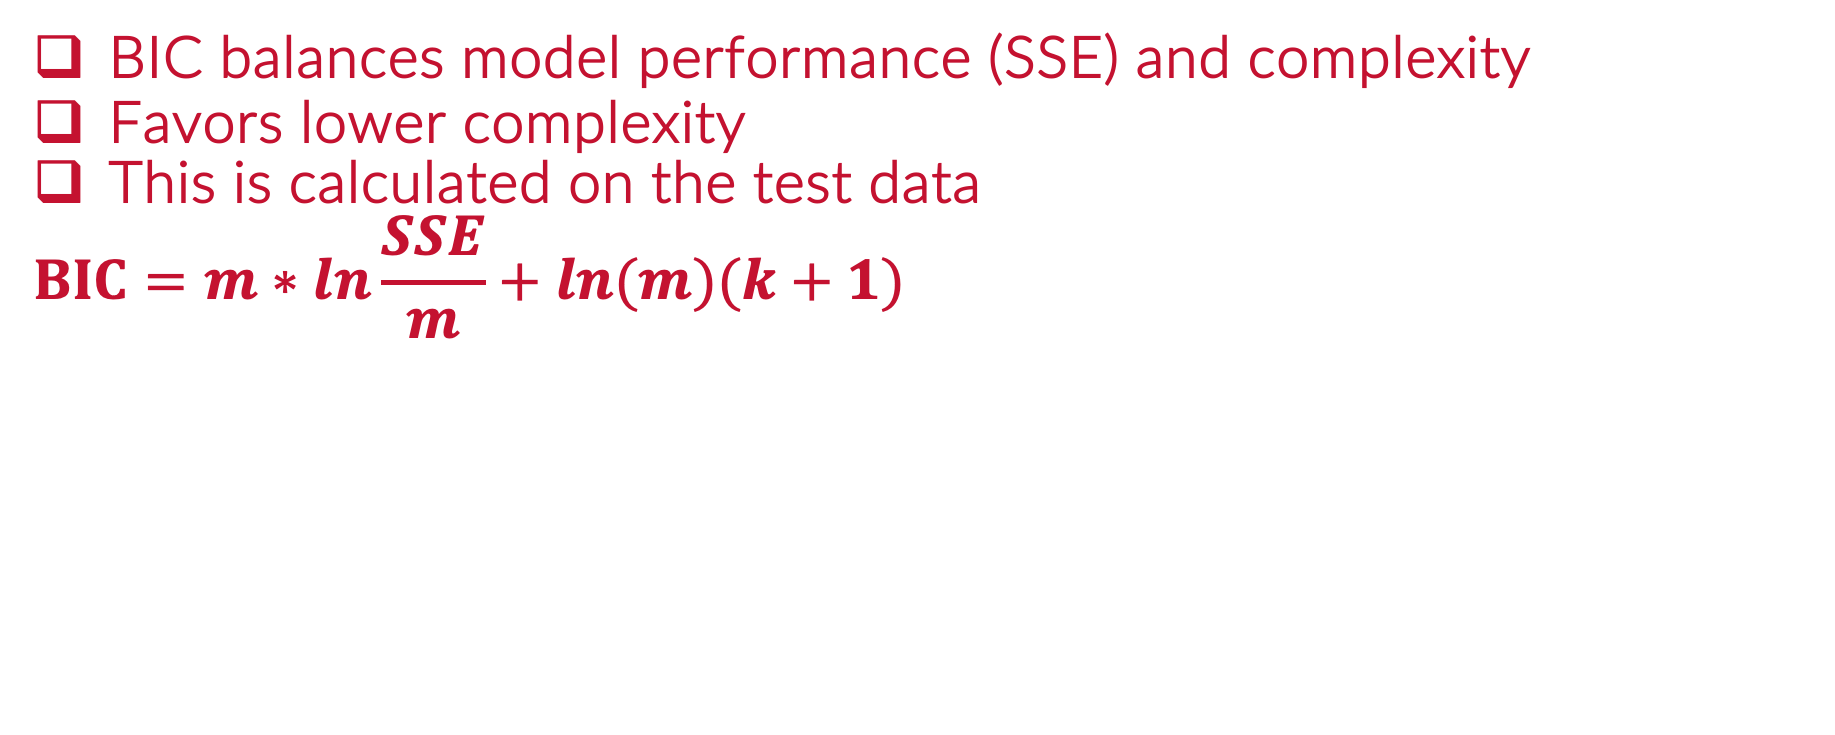 ❑ BIC balances model performance (SSE) and complexity
❑ Favors lower complexity
❑ This is calculated on the test data
BIC = m * ln SSE/m + ln(m)(k + 1)